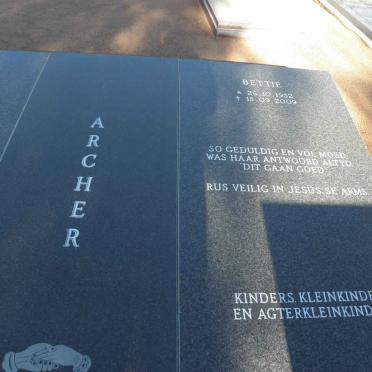 ARCHER
BETTIE
* 26.10.1932
† 15.09.2009
SO GEDULDIG EN VOL MOED
WAS HAAR ANTWOORD ALTYD
"DIT GAAN GOED"
RUS VEILIG IN JESUS SE ARMS.
KINDERS, KLEINKINDE
EN AGTERKLEINKIND